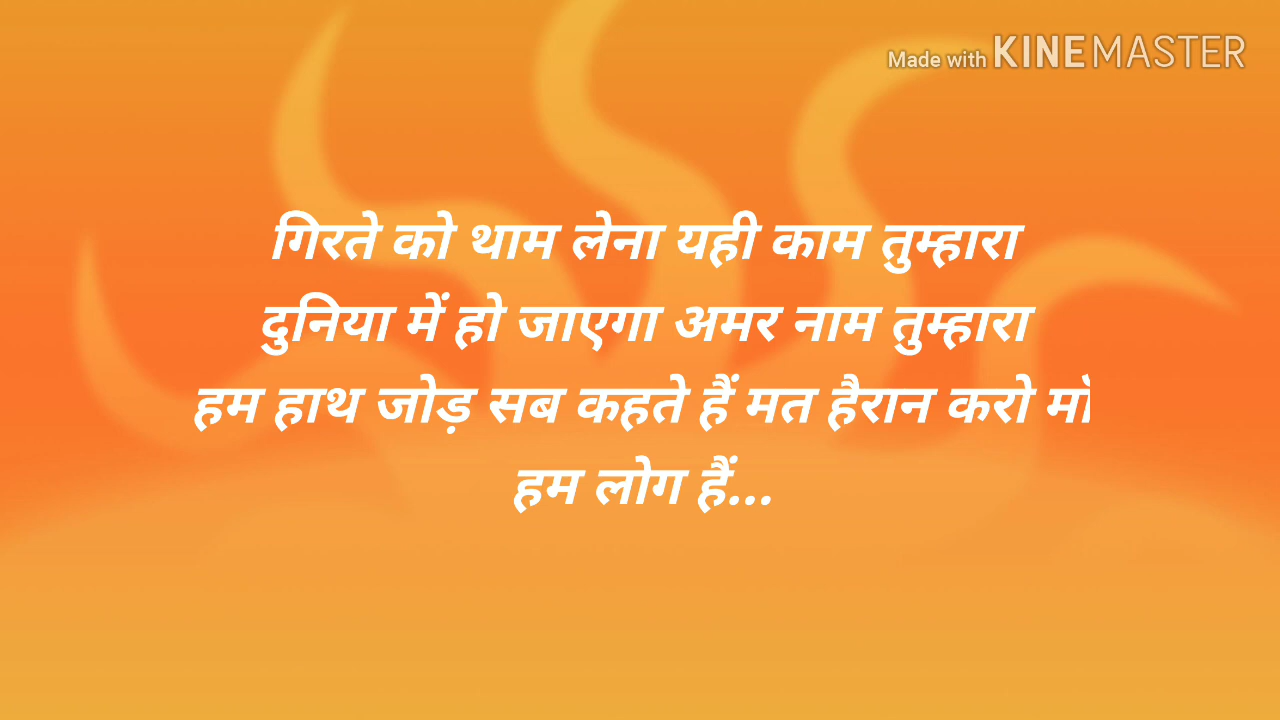 Made with KINEMASTER
गिरते को थाम लेना यही काम तुम्हारा
दुनिया में हो जाएगा अमर नाम तुम्हारा
हम हाथ जोड़ सब कहते हैं मत हैरान करो
हम लोग हैं...